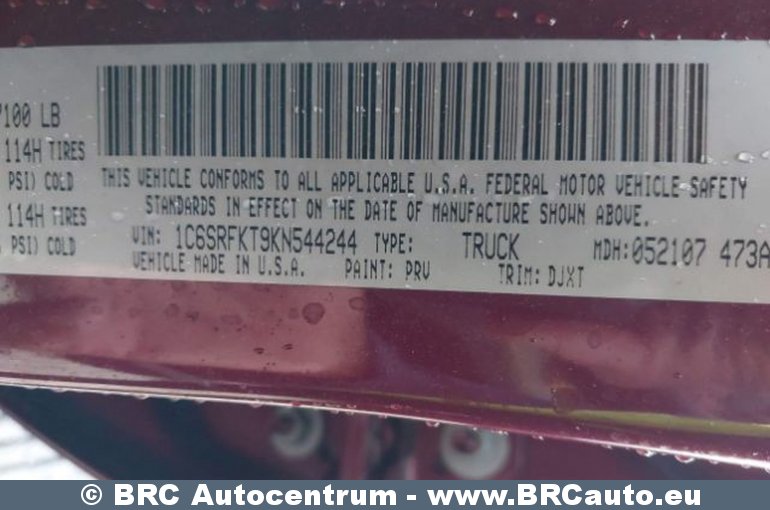 7100 LB
114H TIRES
PSI) COLD
114H TIRES
PSI) COLD
THIS VEHICLE CONFORMS TO ALL APPLICABLE U.S.A. FEDERAL MOTOR VEHICLE SAFETY
STANDARDS IN EFFECT ON THE DATE OF MANUFACTURE SHOWN ABOVE.
VIN: 1C6SRFKT9KN544244 TYPE: TRUCK MDH:052107 473A
VEHICLE MADE IN U.S.A. PAINT: PRV TRIM: DJXT
© BRC Autocentrum - www.BRCauto.eu